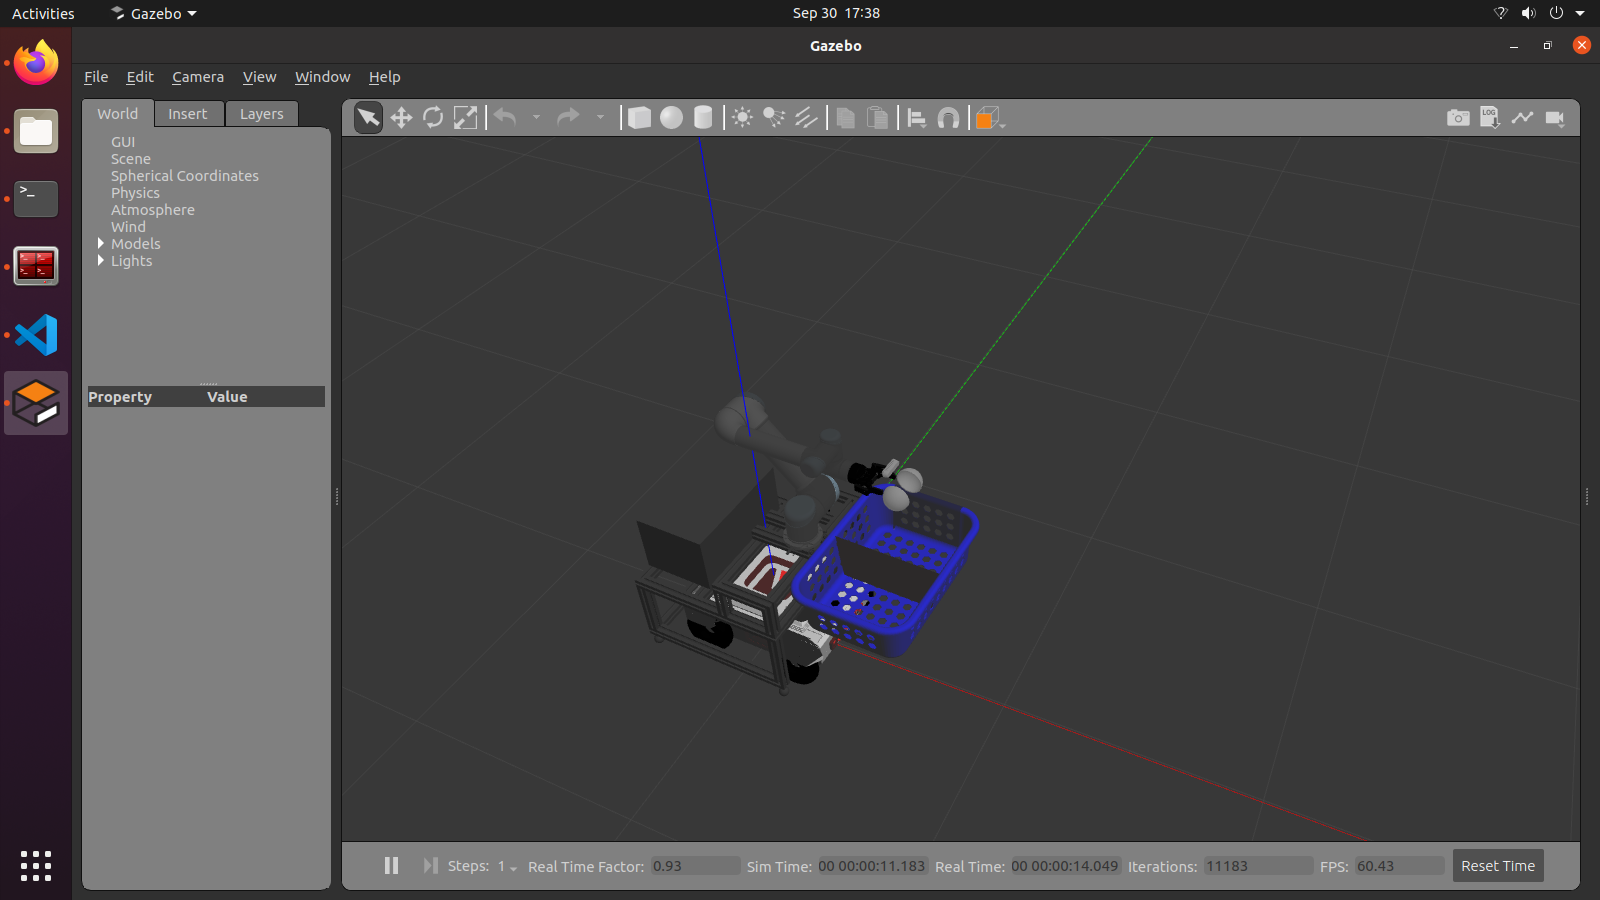 Activities
Gazebo
Sep 30 17:38
Gazebo
File Edit Camera View Window Help
World Insert Layers
GUI
Scene
Spherical Coordinates
Physics
Atmosphere
Wind
Models
Lights
Property Value
LOG
Steps: 1 Real Time Factor: 0.93 Sim Time: 00 00:00:11.183 Real Time: 00 00:00:14.049 Iterations: 11183 FPS: 60.43 Reset Time